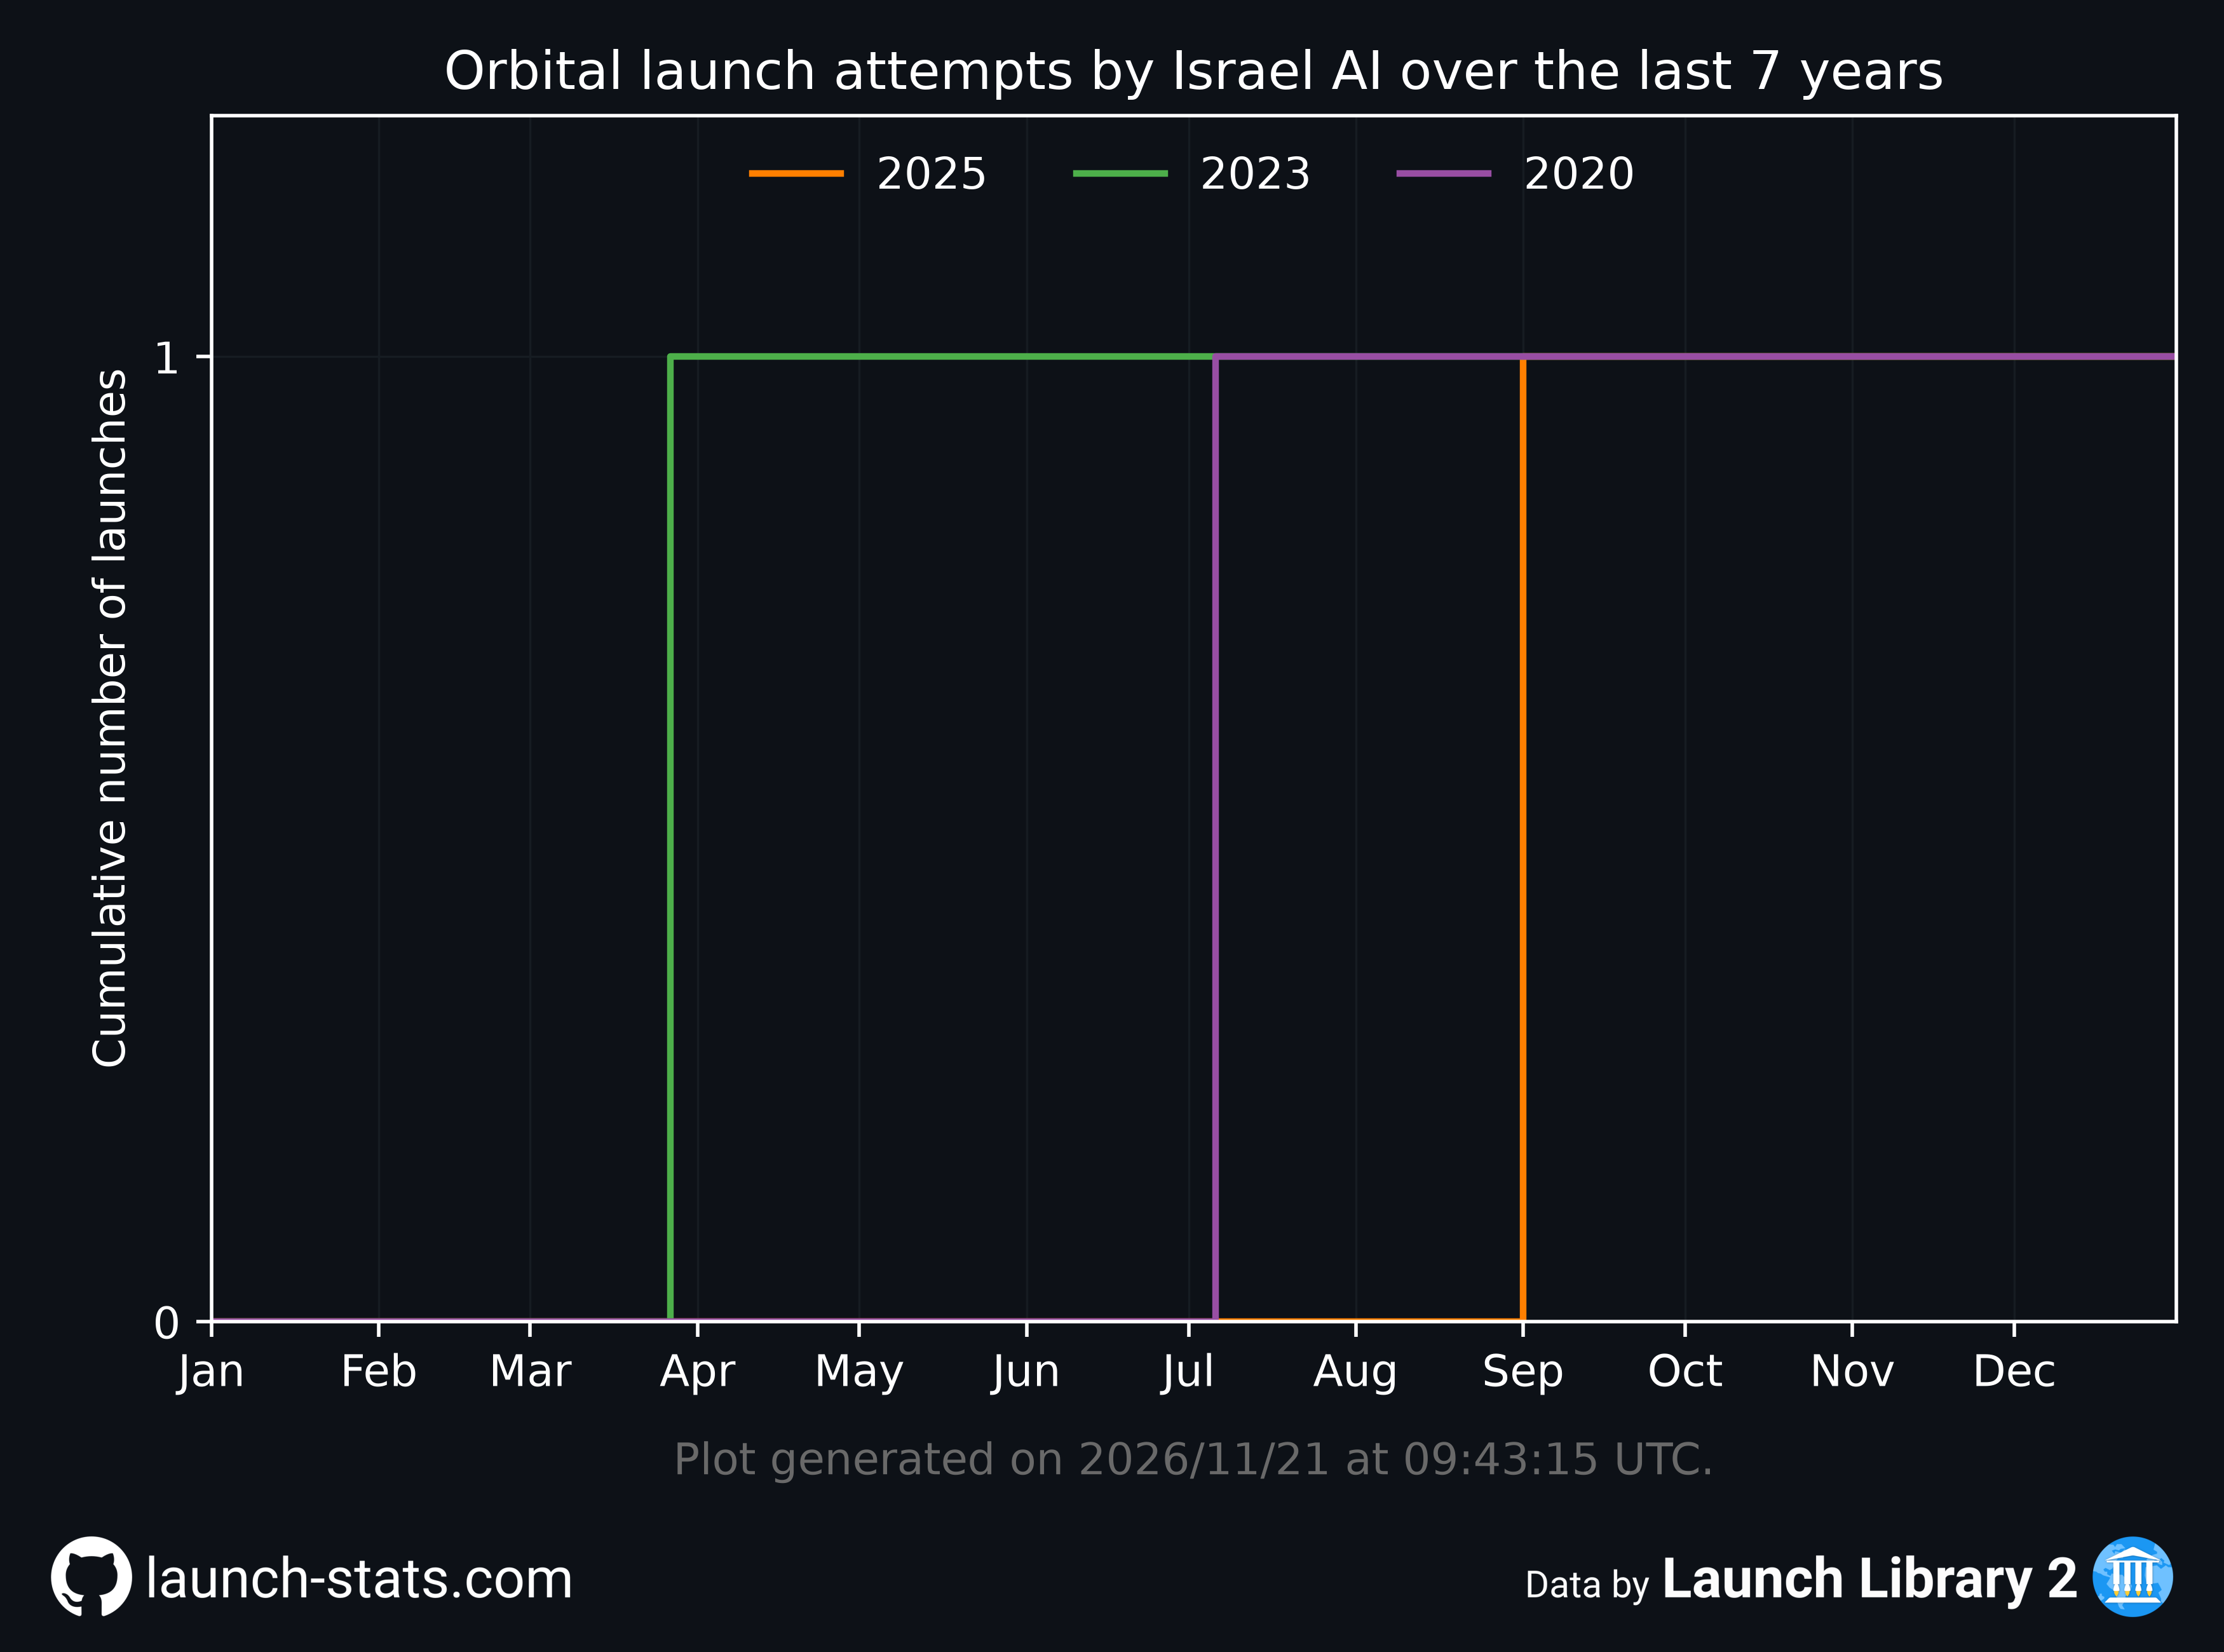 Orbital launch attempts by Israel AI over the last 7 years
2025 2023 2020
Cumulative number of launches
1
0
Jan Feb Mar Apr May Jun Jul Aug Sep Oct Nov Dec
Plot generated on 2026/11/21 at 09:43:15 UTC.
launch-stats.com
Data by Launch Library 2